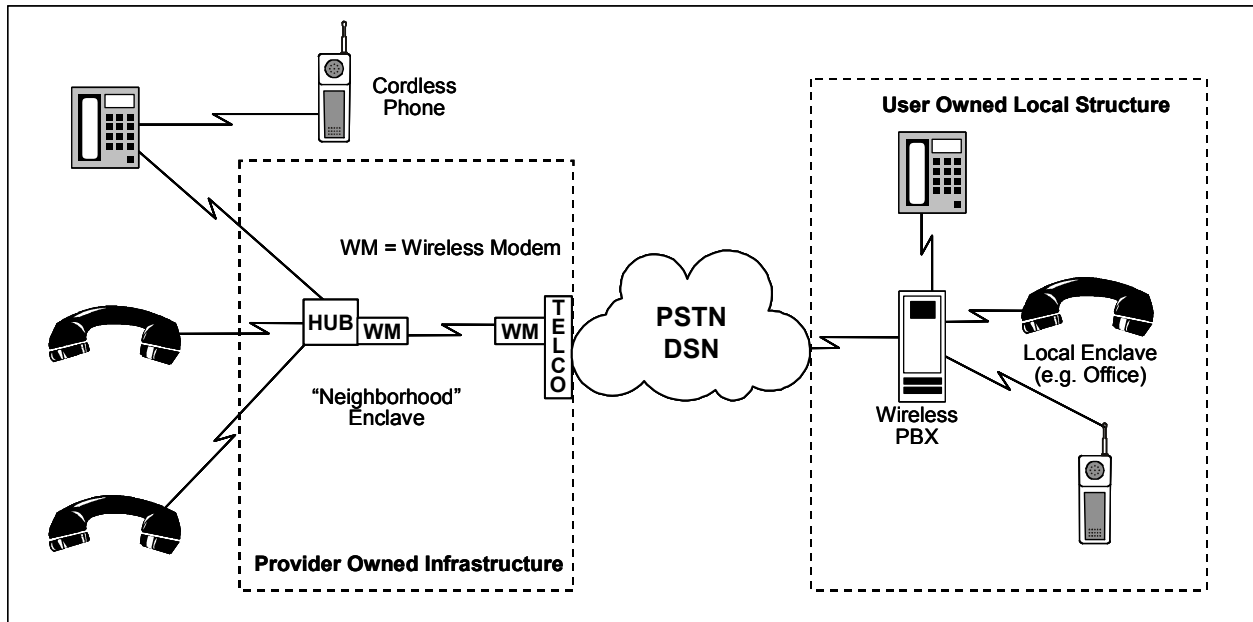 Cordless
Phone
User Owned Local Structure
WM = Wireless Modem
HUB
WM
WM
TELCO
PSTN
DSN
Local Enclave
(e.g. Office)
Wireless
PBX
“Neighborhood”
Enclave
Provider Owned Infrastructure